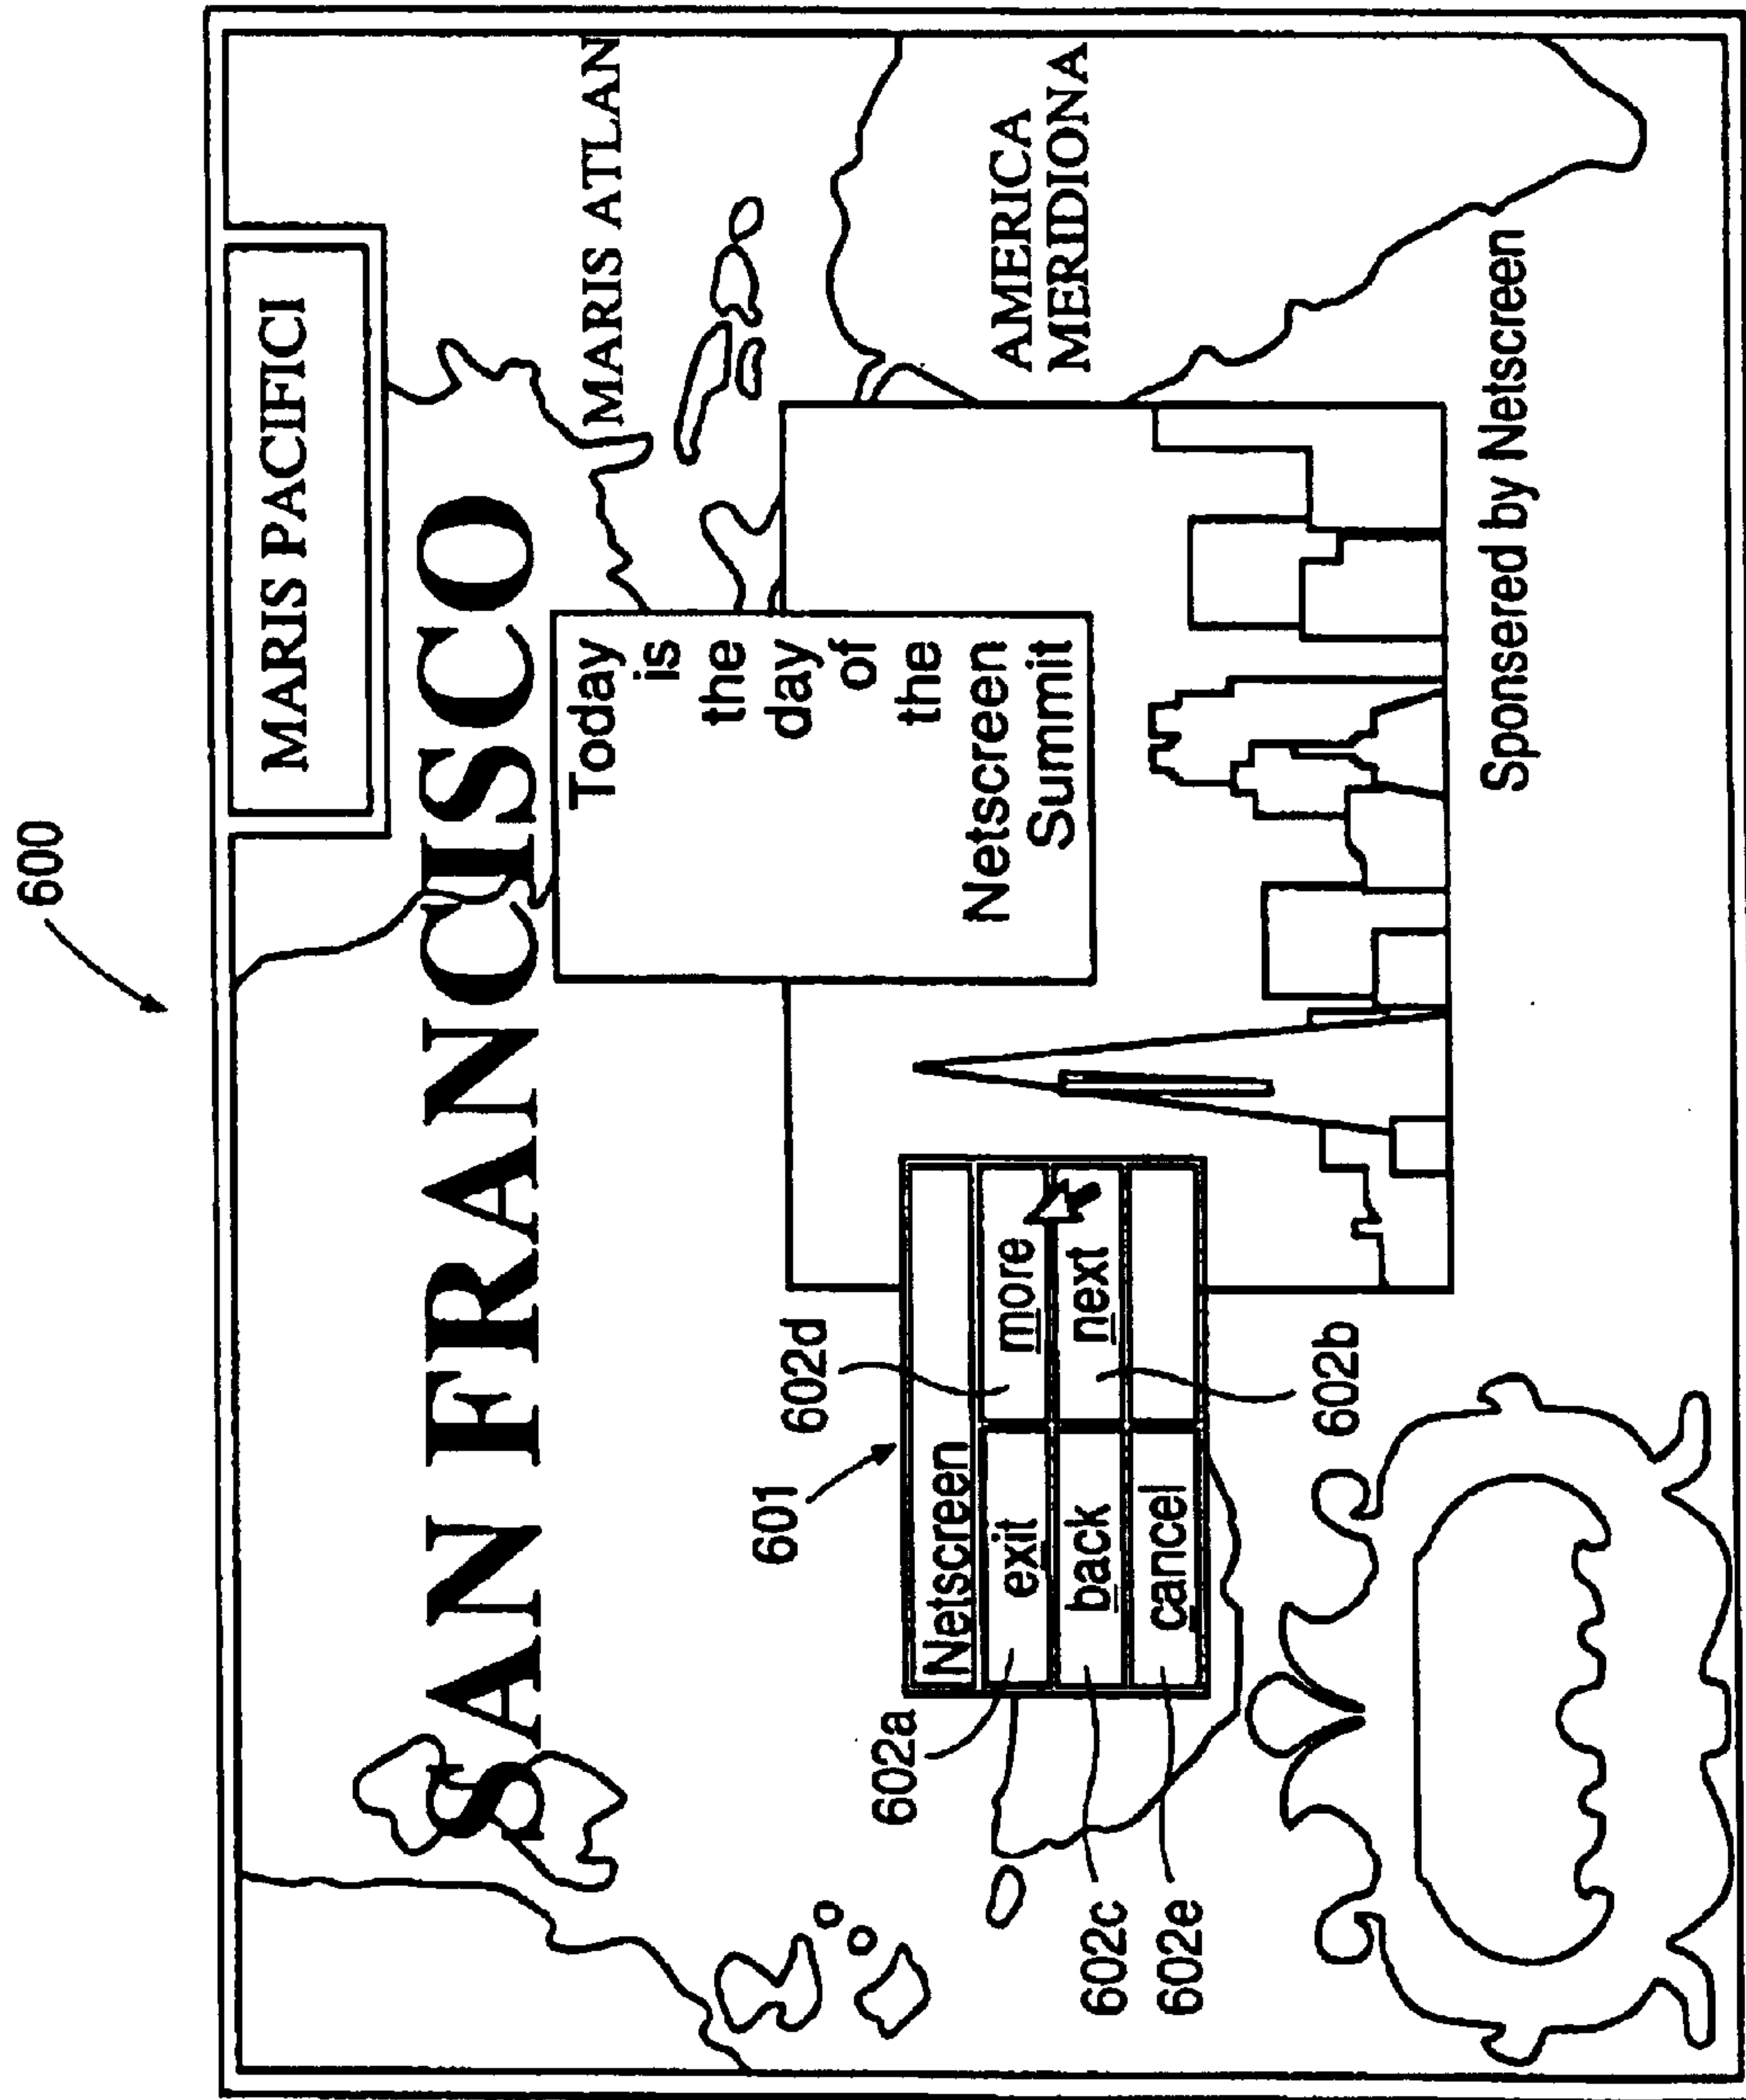 600
MARIS PACIFICI
SAN FRANCISCO
MARIS ATLAN
Today
is
the
day
of
the
Netscreen
Summit
AMERICA
MERIDIONA
601
602d
Netscreen
602a
exit more
back next
cancel
602c
602e
602b
Sponsered by Netscreen